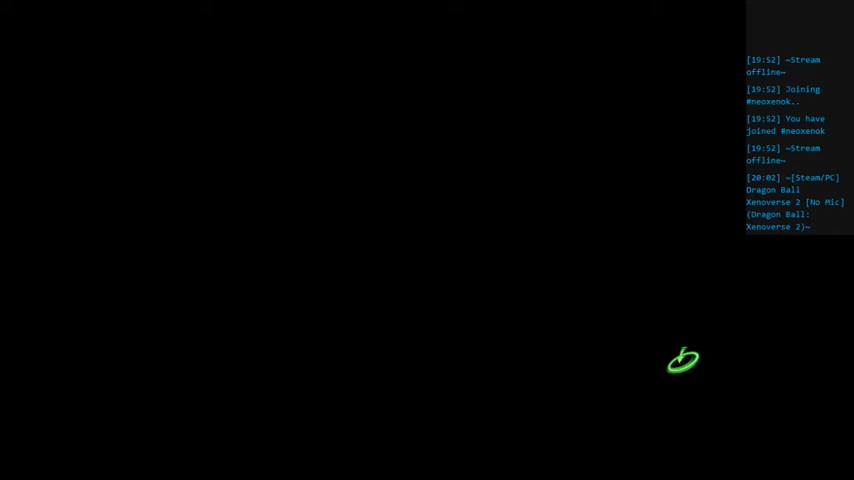 [19:52] ~Stream
offline~
[19:52] Joining
#neoxenok..
[19:52] You have
joined #neoxenok
[19:52] ~Stream
offline~
[20:02] ~[Steam/PC]
Dragon Ball
Xenoverse 2 [No Mic]
(Dragon Ball:
Xenoverse 2)~